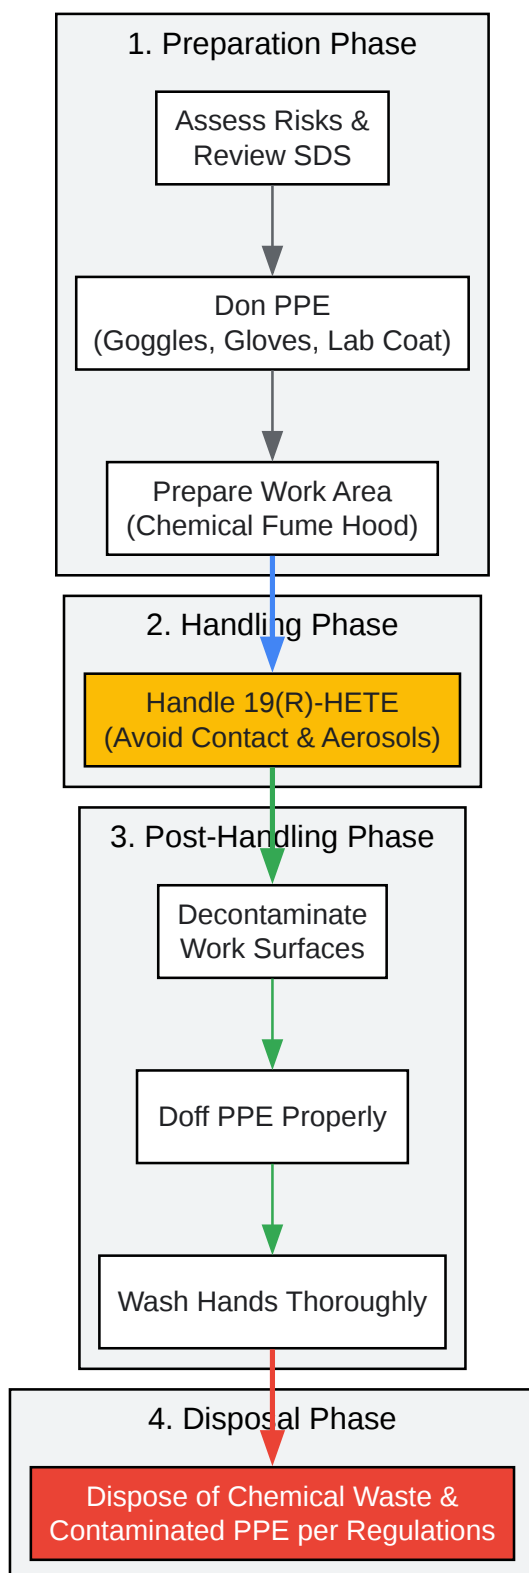 1. Preparation Phase
Assess Risks &
Review SDS
Don PPE
(Goggles, Gloves, Lab Coat)
Prepare Work Area
(Chemical Fume Hood)
2. Handling Phase
Handle 19(R)-HETE
(Avoid Contact & Aerosols)
3. Post-Handling Phase
Decontaminate
Work Surfaces
Doff PPE Properly
Wash Hands Thoroughly
4. Disposal Phase
Dispose of Chemical Waste &
Contaminated PPE per Regulations